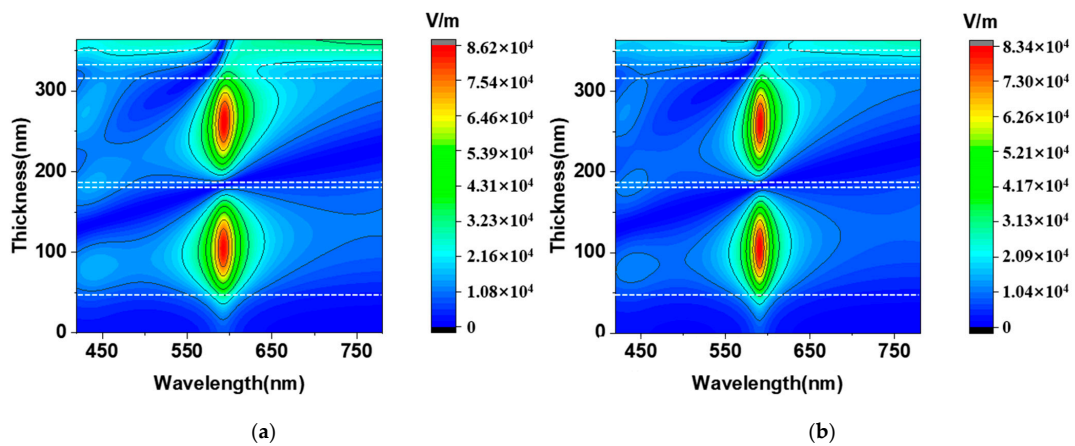 V/m
8.62×10⁴
7.54×10⁴
6.46×10⁴
5.39×10⁴
4.31×10⁴
3.23×10⁴
2.16×10⁴
1.08×10⁴
0
Thickness(nm)
300
200
100
0
450 550 650 750
Wavelength(nm)
(a)
V/m
8.34×10⁴
7.30×10⁴
6.26×10⁴
5.21×10⁴
4.17×10⁴
3.13×10⁴
2.09×10⁴
1.04×10⁴
0
Thickness(nm)
300
200
100
0
450 550 650 750
Wavelength(nm)
(b)